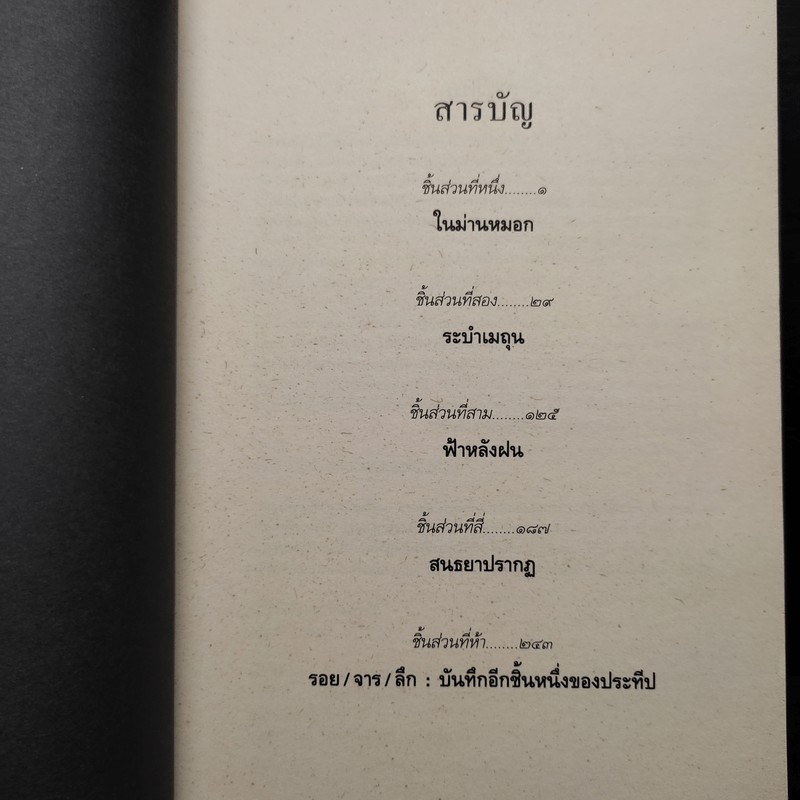 สารบัญ
ชิ้นส่วนที่หนึ่ง........๑
ในม่านหมอก
ชิ้นส่วนที่สอง........๒๙
ระบำเมถุน
ชิ้นส่วนที่สาม........๑๒๕
ฟ้าหลังฝน
ชิ้นส่วนที่สี่........๑๘๗
สนธยาปรากฏ
ชิ้นส่วนที่ห้า........๒๔๓
รอย / จาร / ลึก : บันทึกอีกชิ้นหนึ่งของประทีป